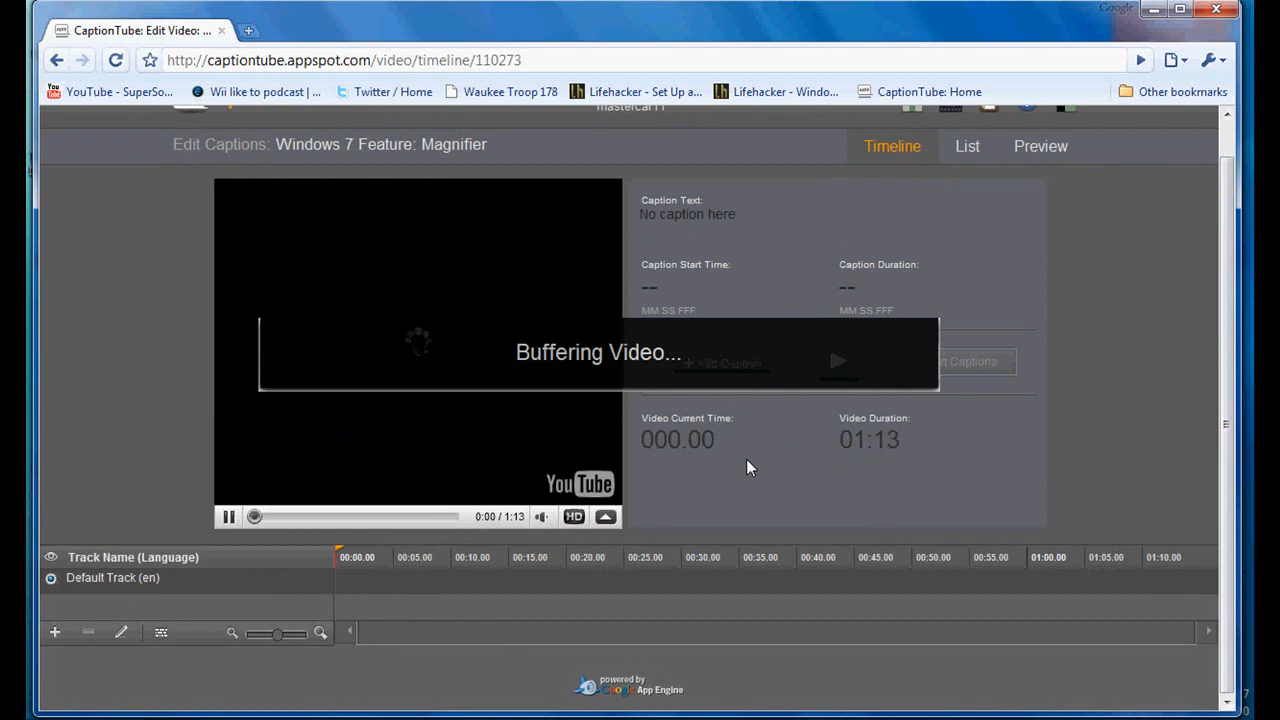 Google
CaptionTube: Edit Video: ...
http://captiontube.appspot.com/video/timeline/110273
YouTube - SuperSo...
Wii like to podcast | ...
Twitter / Home
Waukee Troop 178
Lifehacker - Set Up a...
Lifehacker - Windo...
CaptionTube: Home
Other bookmarks
Edit Captions: Windows 7 Feature: Magnifier
Timeline
List
Preview
Caption Text:
No caption here.
Caption Start Time:
Caption Duration:
--
--
MM.SS.FFF
MM.SS.FFF
Buffering Video...
+ Add Caption
Captions
Video Current Time:
Video Duration:
000.00
01:13
YouTube
0:00 / 1:13
HD
Track Name (Language)
00:00.00
00:05.00
00:10.00
00:15.00
00:20.00
00:25.00
00:30.00
00:35.00
00:40.00
00:45.00
00:50.00
00:55.00
01:00.00
01:05.00
01:10.00
Default Track (en)
powered by
Google App Engine